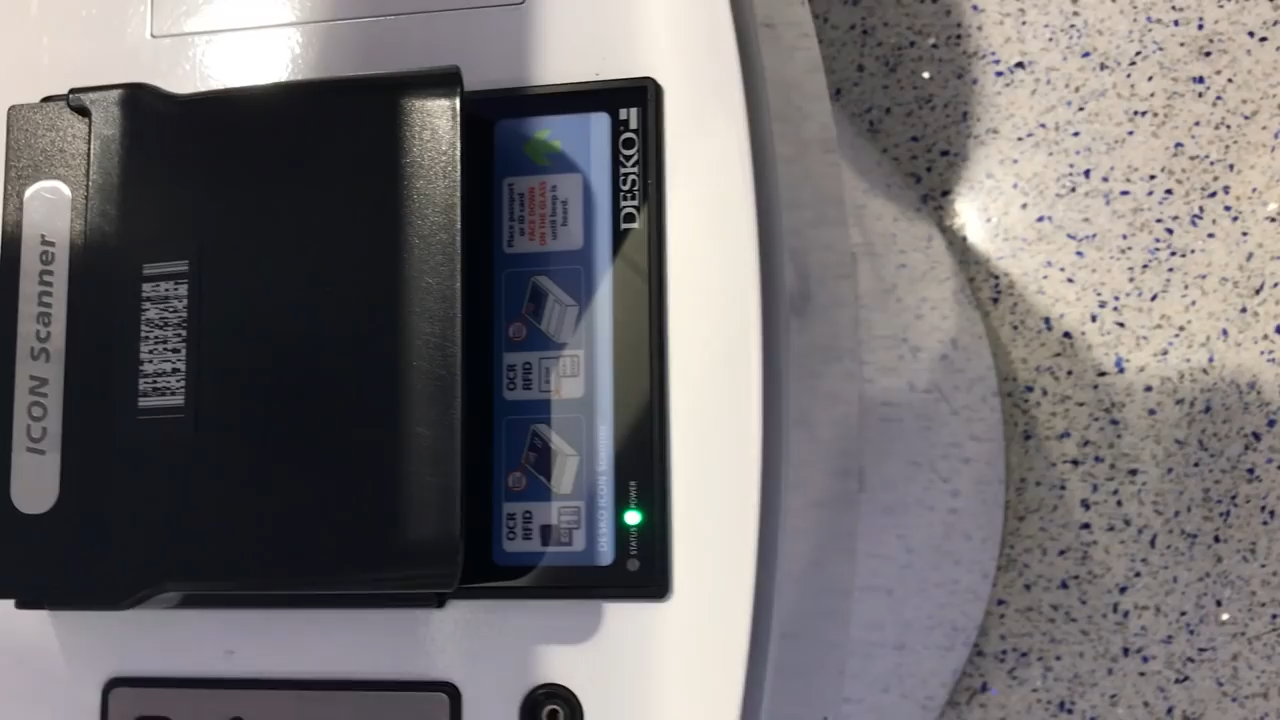 ICON Scanner
OCR
RFID
OCR
RFID
Place passport
or ID card
FACE DOWN
ON THE GLASS
until beep is
heard.
DESKO ICON Scanner
STATUS POWER
DESKO